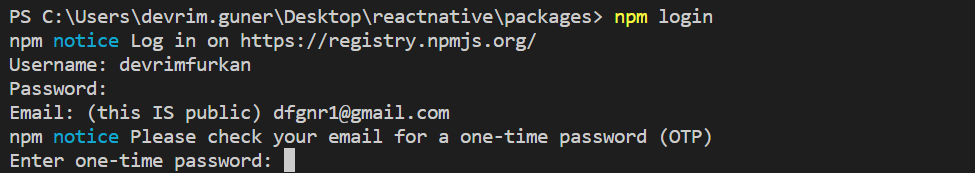 PS C:\Users\devrim.guner\Desktop\reactnative\packages> npm login
npm notice Log in on https://registry.npmjs.org/
Username: devrimfurkan
Password:
Email: (this IS public) dfgnr1@gmail.com
npm notice Please check your email for a one-time password (OTP)
Enter one-time password: